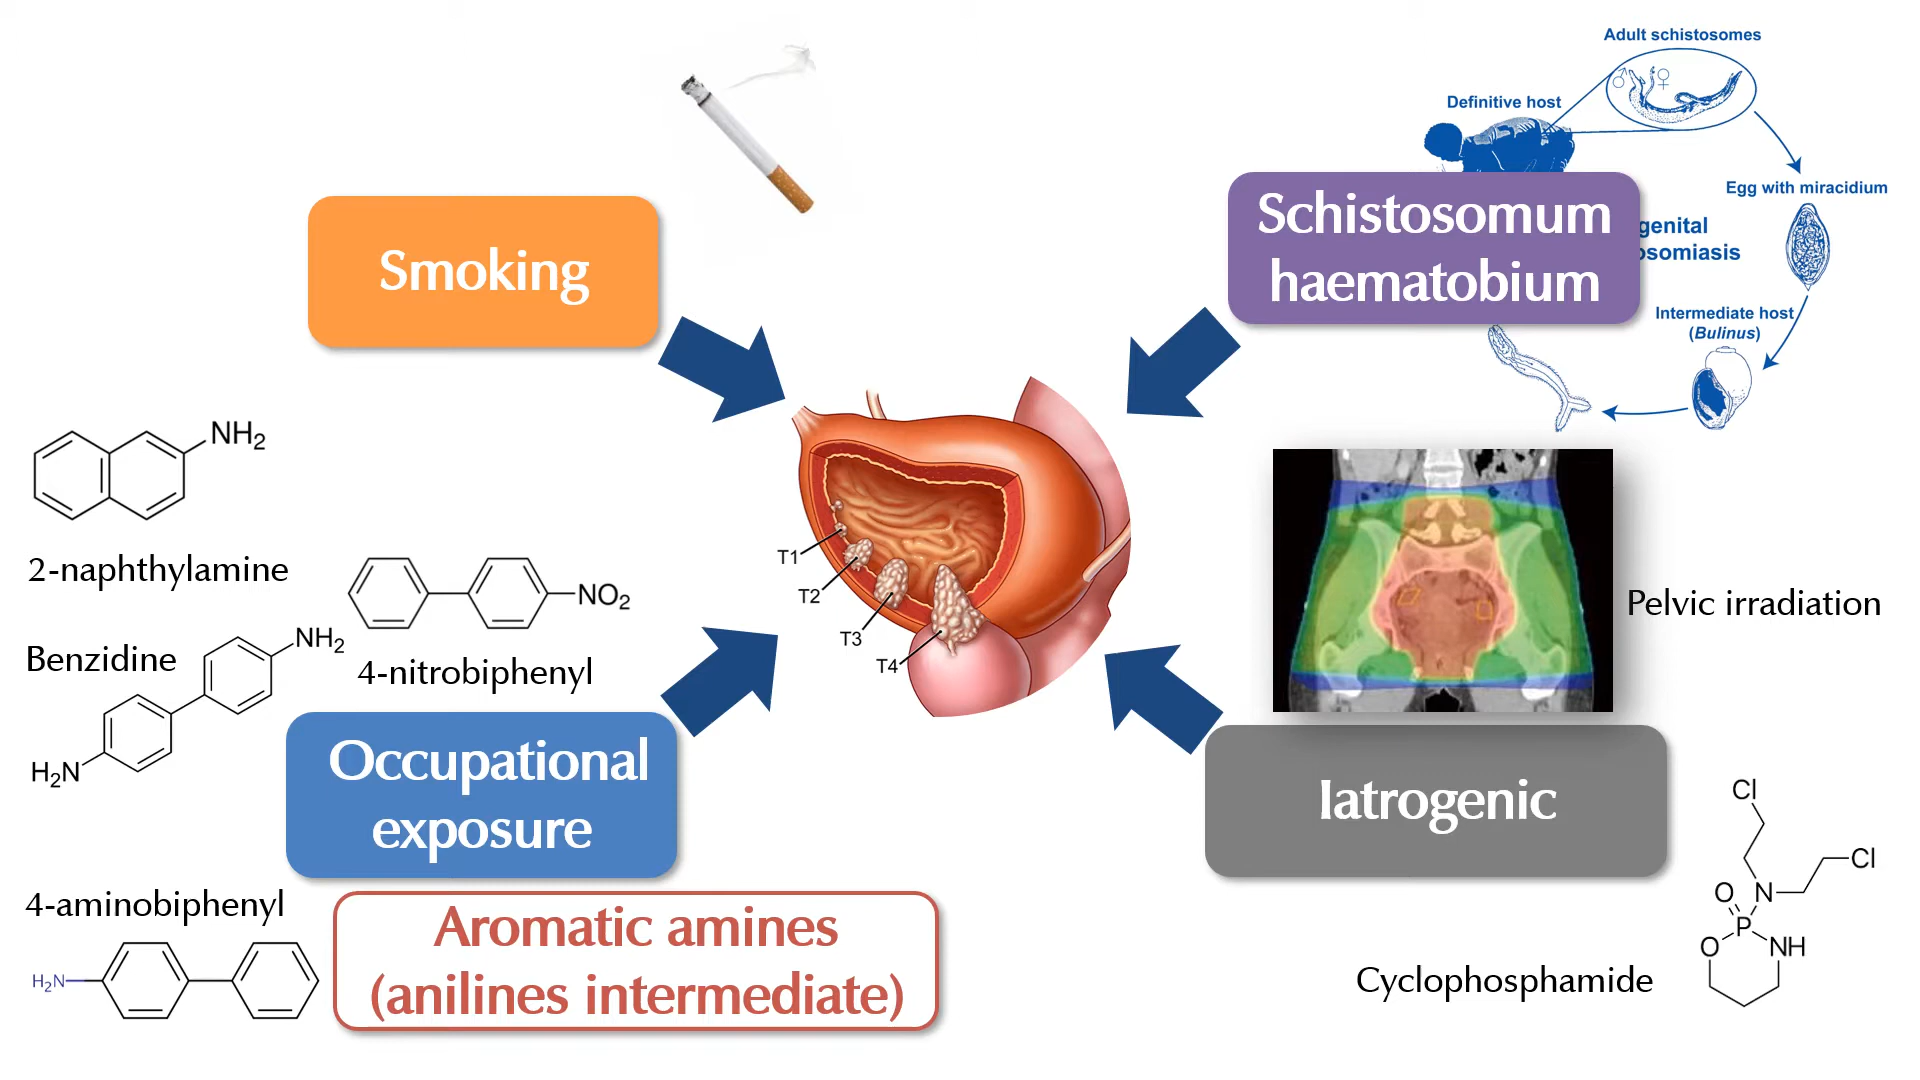 Adult schistosomes
Definitive host
Smoking
Schistosomum
haematobium
Egg with miracidium
genital
osomiasis
Intermediate host
(Bulinus)
NH2
2-naphthylamine
T1
T2
T3
T4
NO2
4-nitrobiphenyl
Benzidine
NH2
H2N
Pelvic irradiation
Occupational
exposure
Iatrogenic
4-aminobiphenyl
H2N
Aromatic amines
(anilines intermediate)
Cl
Cl
N
O
P
O
NH
Cyclophosphamide